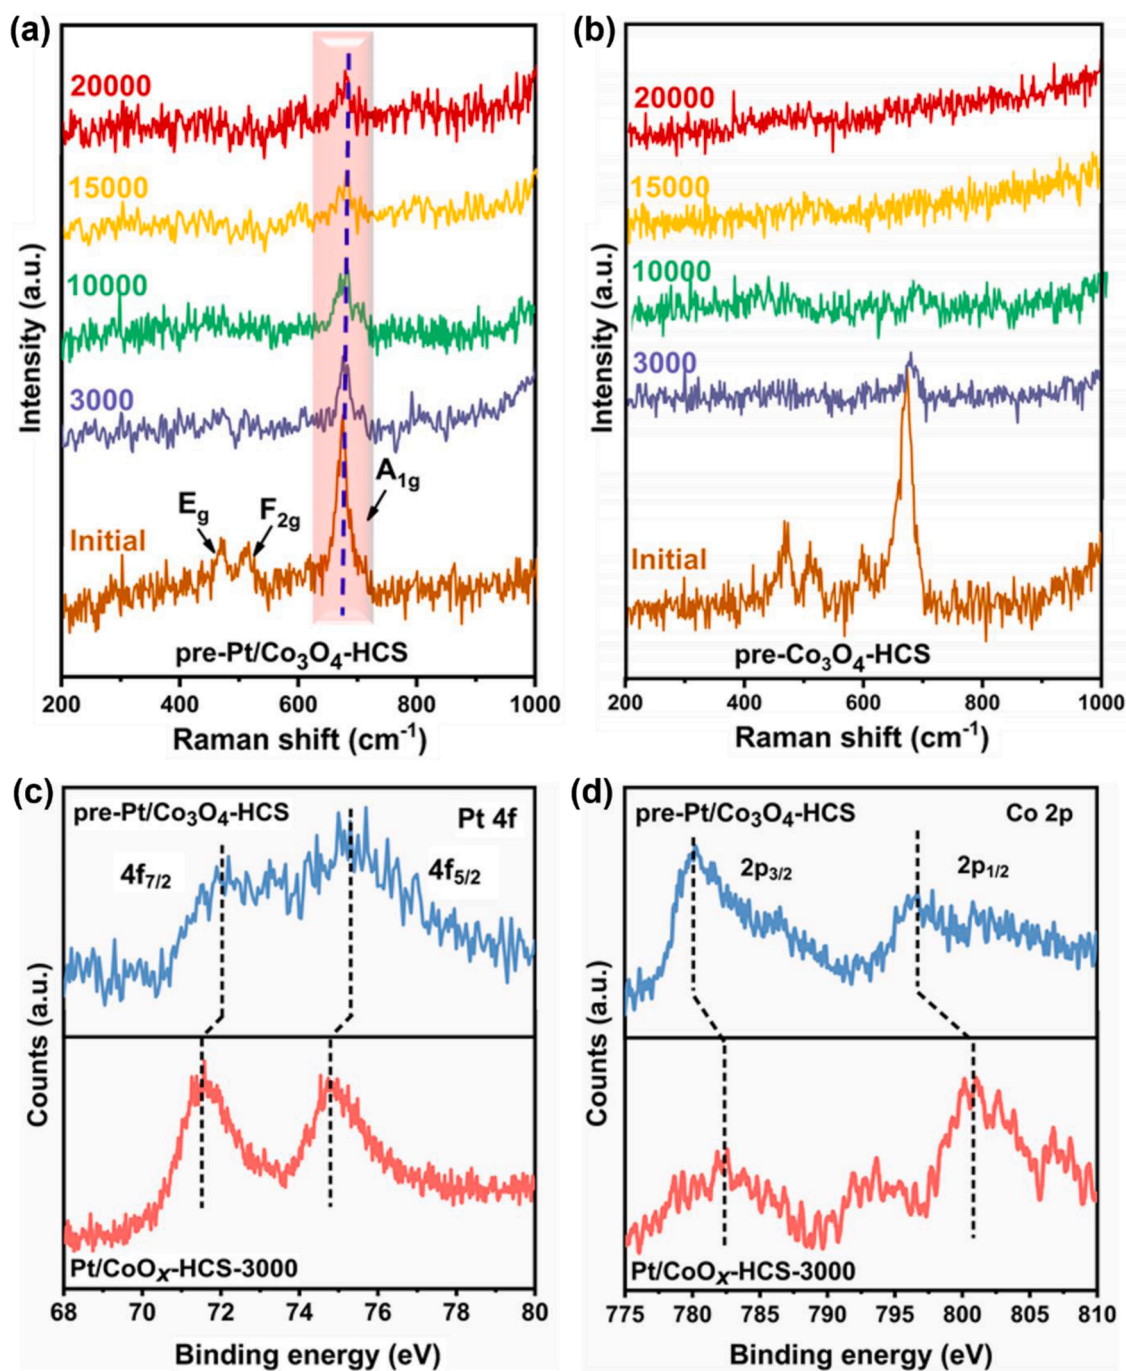 (a)
20000
15000
10000
3000
Initial
E_g
F_2g
A_1g
pre-Pt/Co₃O₄-HCS
200 400 600 800 1000
Raman shift (cm⁻¹)
Intensity (a.u.)
(b)
20000
15000
10000
3000
Initial
pre-Co₃O₄-HCS
200 400 600 800 1000
Raman shift (cm⁻¹)
Intensity (a.u.)
(c)
pre-Pt/Co₃O₄-HCS
Pt 4f
4f₇/₂
4f₅/₂
Pt/CoOₓ-HCS-3000
68 70 72 74 76 78 80
Binding energy (eV)
Counts (a.u.)
(d)
pre-Pt/Co₃O₄-HCS
Co 2p
2p₃/₂
2p₁/₂
Pt/CoOₓ-HCS-3000
775 780 785 790 795 800 805 810
Binding energy (eV)
Counts (a.u.)